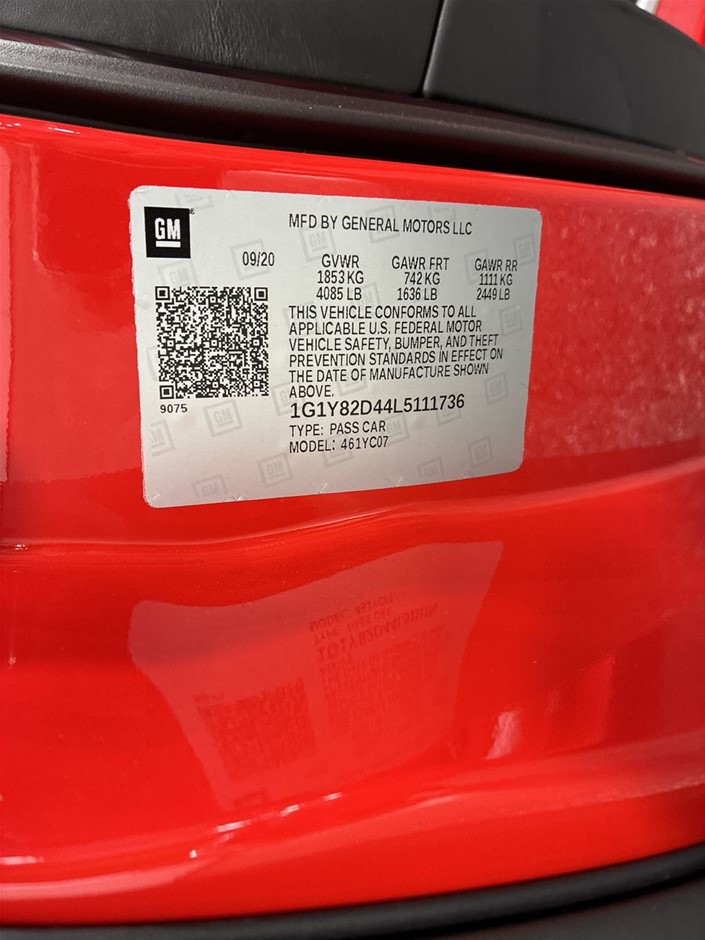 GM
MFD BY GENERAL MOTORS LLC
09/20
GVWR GAWR FRT GAWR RR
1853 KG 742 KG 1111 KG
4085 LB 1636 LB 2449 LB
THIS VEHICLE CONFORMS TO ALL
APPLICABLE U.S. FEDERAL MOTOR
VEHICLE SAFETY, BUMPER, AND THEFT
PREVENTION STANDARDS IN EFFECT ON
THE DATE OF MANUFACTURE SHOWN
ABOVE.
9075
1G1Y82D44L5111736
TYPE: PASS CAR
MODEL: 461YC07